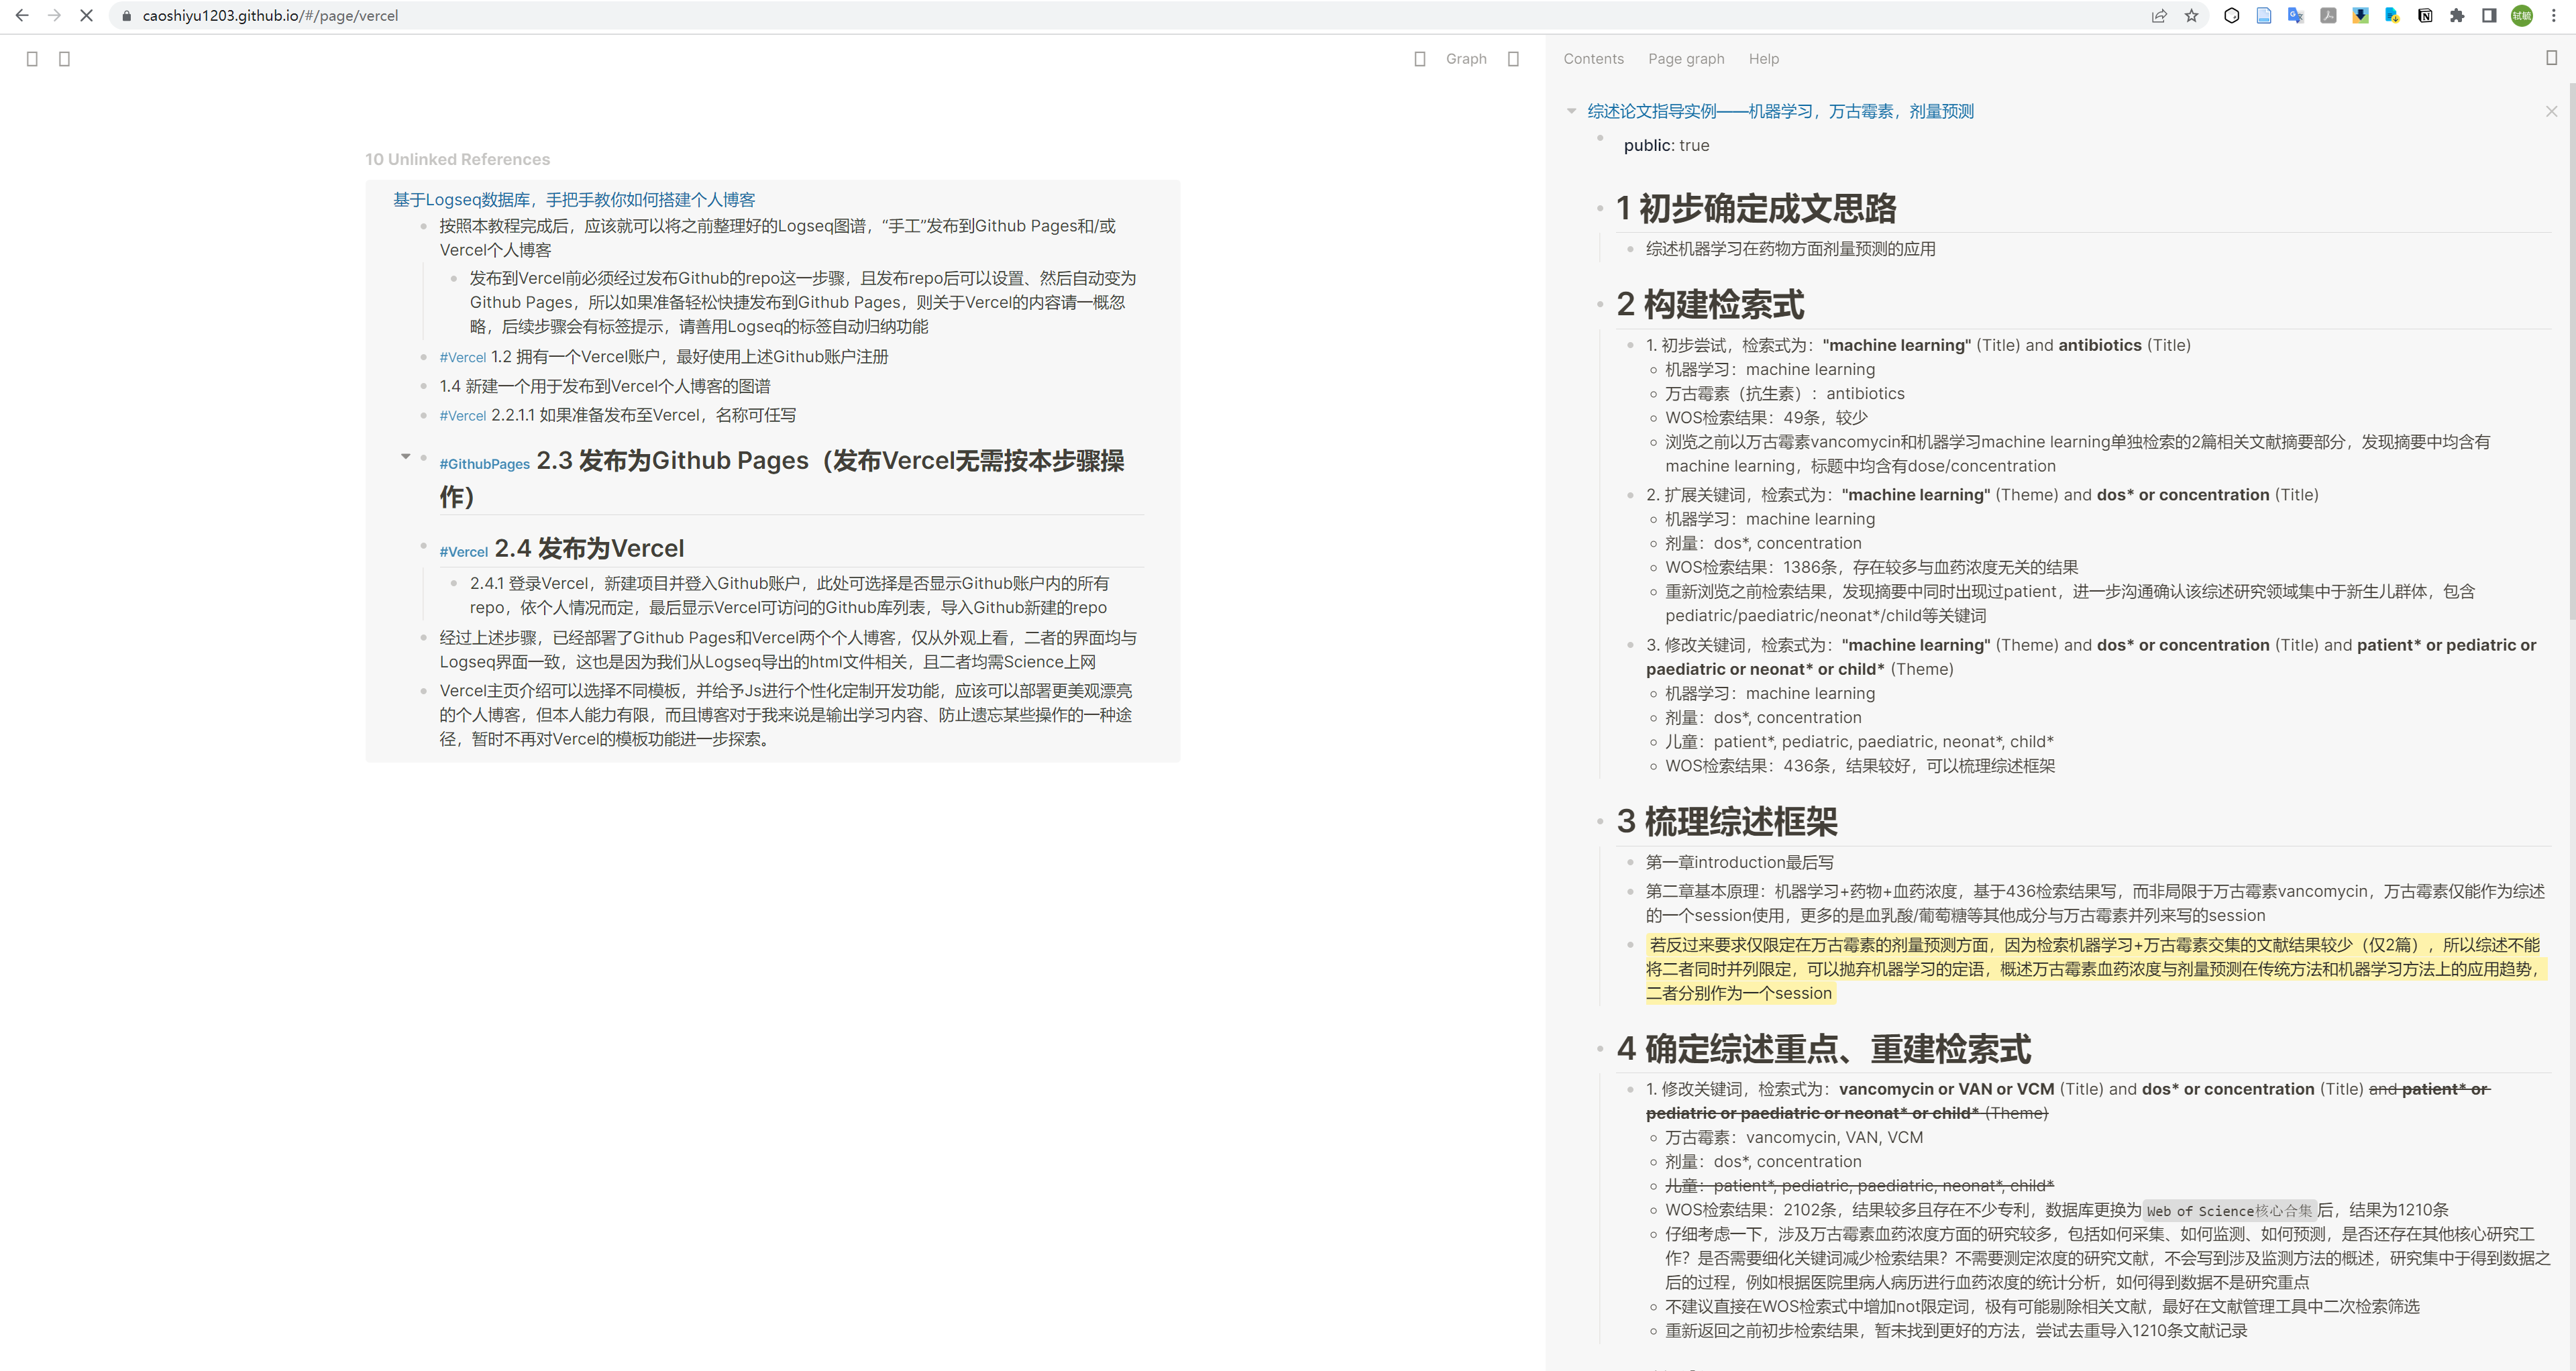 caoshiyu1203.github.io/#/page/vercel
轼毓
Graph
Contents Page graph Help
10 Unlinked References
基于Logseq数据库，手把手教你如何搭建个人博客
按照本教程完成后，应该就可以将之前整理好的Logseq图谱，“手工”发布到Github Pages和/或
Vercel个人博客
发布到Vercel前必须经过发布Github的repo这一步骤，且发布repo后可以设置、然后自动变为
Github Pages，所以如果准备轻松快捷发布到Github Pages，则关于Vercel的内容请一概忽
略，后续步骤会有标签提示，请善用Logseq的标签自动归纳功能
#Vercel 1.2 拥有一个Vercel账户，最好使用上述Github账户注册
1.4 新建一个用于发布到Vercel个人博客的图谱
#Vercel 2.2.1.1 如果准备发布至Vercel，名称可任写
#GithubPages 2.3 发布为Github Pages（发布Vercel无需按本步骤操
作）
#Vercel 2.4 发布为Vercel
2.4.1 登录Vercel，新建项目并登入Github账户，此处可选择是否显示Github账户内的所有
repo，依个人情况而定，最后显示Vercel可访问的Github库列表，导入Github新建的repo
经过上述步骤，已经部署了Github Pages和Vercel两个个人博客，仅从外观上看，二者的界面均与
Logseq界面一致，这也是因为我们从Logseq导出的html文件相关，且二者均需Science上网
Vercel主页介绍可以选择不同模板，并给予Js进行个性化定制开发功能，应该可以部署更美观漂亮
的个人博客，但本人能力有限，而且博客对于我来说是输出学习内容、防止遗忘某些操作的一种途
径，暂时不再对Vercel的模板功能进一步探索。
综述论文指导实例——机器学习，万古霉素，剂量预测
public: true
1 初步确定成文思路
综述机器学习在药物方面剂量预测的应用
2 构建检索式
1. 初步尝试，检索式为："machine learning" (Title) and antibiotics (Title)
机器学习：machine learning
万古霉素（抗生素）：antibiotics
WOS检索结果：49条，较少
浏览之前以万古霉素vancomycin和机器学习machine learning单独检索的2篇相关文献摘要部分，发现摘要中均含有
machine learning，标题中均含有dose/concentration
2. 扩展关键词，检索式为："machine learning" (Theme) and dos* or concentration (Title)
机器学习：machine learning
剂量：dos*, concentration
WOS检索结果：1386条，存在较多与血药浓度无关的结果
重新浏览之前检索结果，发现摘要中同时出现过patient，进一步沟通确认该综述研究领域集中于新生儿群体，包含
pediatric/paediatric/neonat*/child等关键词
3. 修改关键词，检索式为："machine learning" (Theme) and dos* or concentration (Title) and patient* or pediatric or
paediatric or neonat* or child* (Theme)
机器学习：machine learning
剂量：dos*, concentration
儿童：patient*, pediatric, paediatric, neonat*, child*
WOS检索结果：436条，结果较好，可以梳理综述框架
3 梳理综述框架
第一章introduction最后写
第二章基本原理：机器学习+药物+血药浓度，基于436检索结果写，而非局限于万古霉素vancomycin，万古霉素仅能作为综述
的一个session使用，更多的是血乳酸/葡萄糖等其他成分与万古霉素并列来写的session
若反过来要求仅限定在万古霉素的剂量预测方面，因为检索机器学习+万古霉素交集的文献结果较少（仅2篇），所以综述不能
将二者同时并列限定，可以抛弃机器学习的定语，概述万古霉素血药浓度与剂量预测在传统方法和机器学习方法上的应用趋势，
二者分别作为一个session
4 确定综述重点、重建检索式
1. 修改关键词，检索式为：vancomycin or VAN or VCM (Title) and dos* or concentration (Title) and patient* or
pediatric or paediatric or neonat* or child* (Theme)
万古霉素：vancomycin, VAN, VCM
剂量：dos*, concentration
儿童：patient*, pediatric, paediatric, neonat*, child*
WOS检索结果：2102条，结果较多且存在不少专利，数据库更换为Web of Science核心合集后，结果为1210条
仔细考虑一下，涉及万古霉素血药浓度方面的研究较多，包括如何采集、如何监测、如何预测，是否还存在其他核心研究工
作？是否需要细化关键词减少检索结果？不需要测定浓度的研究文献，不会写到涉及监测方法的概述，研究集中于得到数据之
后的过程，例如根据医院里病人病历进行血药浓度的统计分析，如何得到数据不是研究重点
不建议直接在WOS检索式中增加not限定词，极有可能剔除相关文献，最好在文献管理工具中二次检索筛选
重新返回之前初步检索结果，暂未找到更好的方法，尝试去重导入1210条文献记录